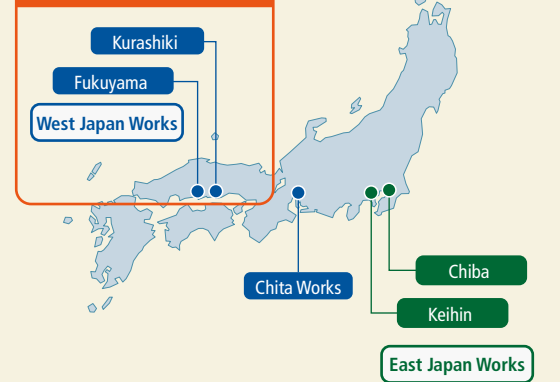 Kurashiki
Fukuyama
West Japan Works
Chita Works
Chiba
Keihin
East Japan Works